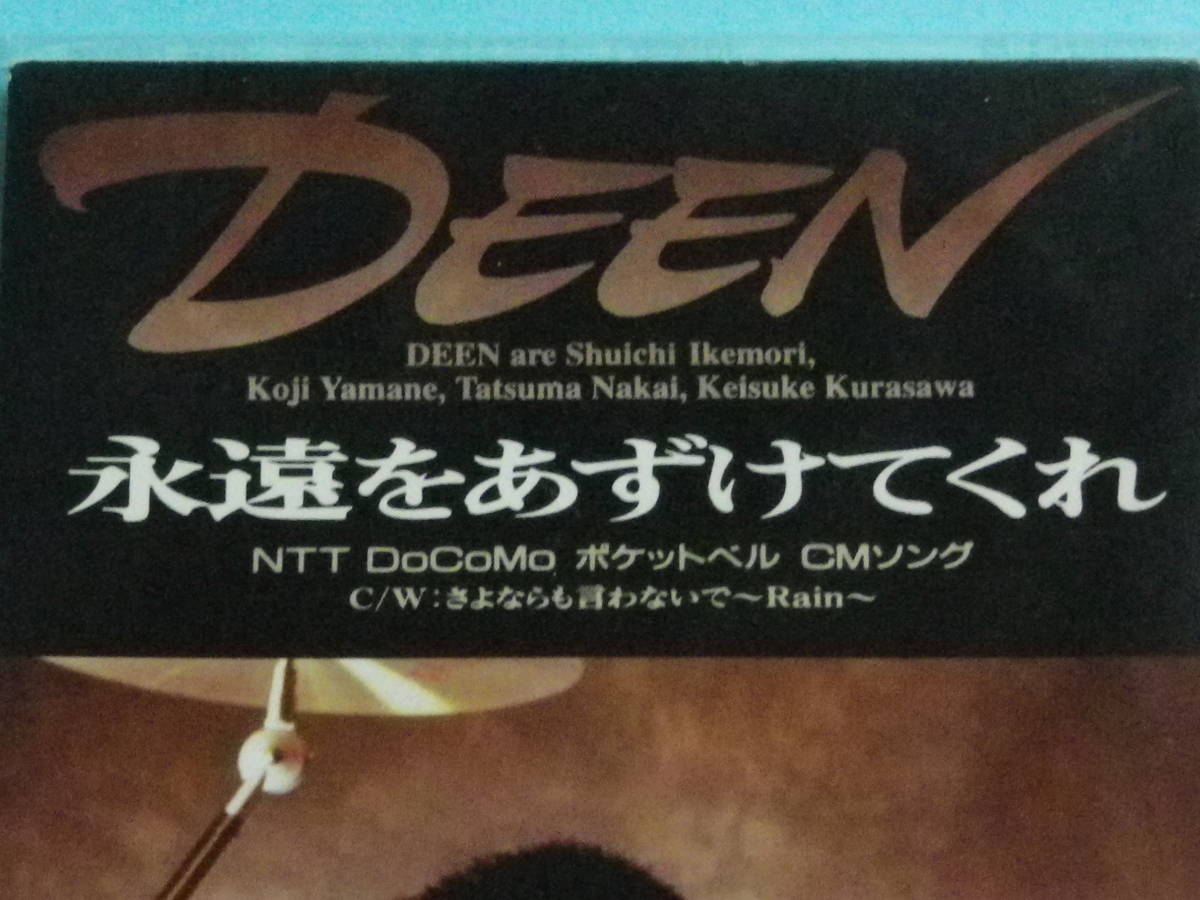 DEEN
DEEN are Shuichi Ikemori,
Koji Yamane, Tatsuma Nakai, Keisuke Kurasawa
永遠をあずけてくれ
NTT DoCoMo ポケットベル CMソング
C/W:さよならも言わないで〜Rain〜